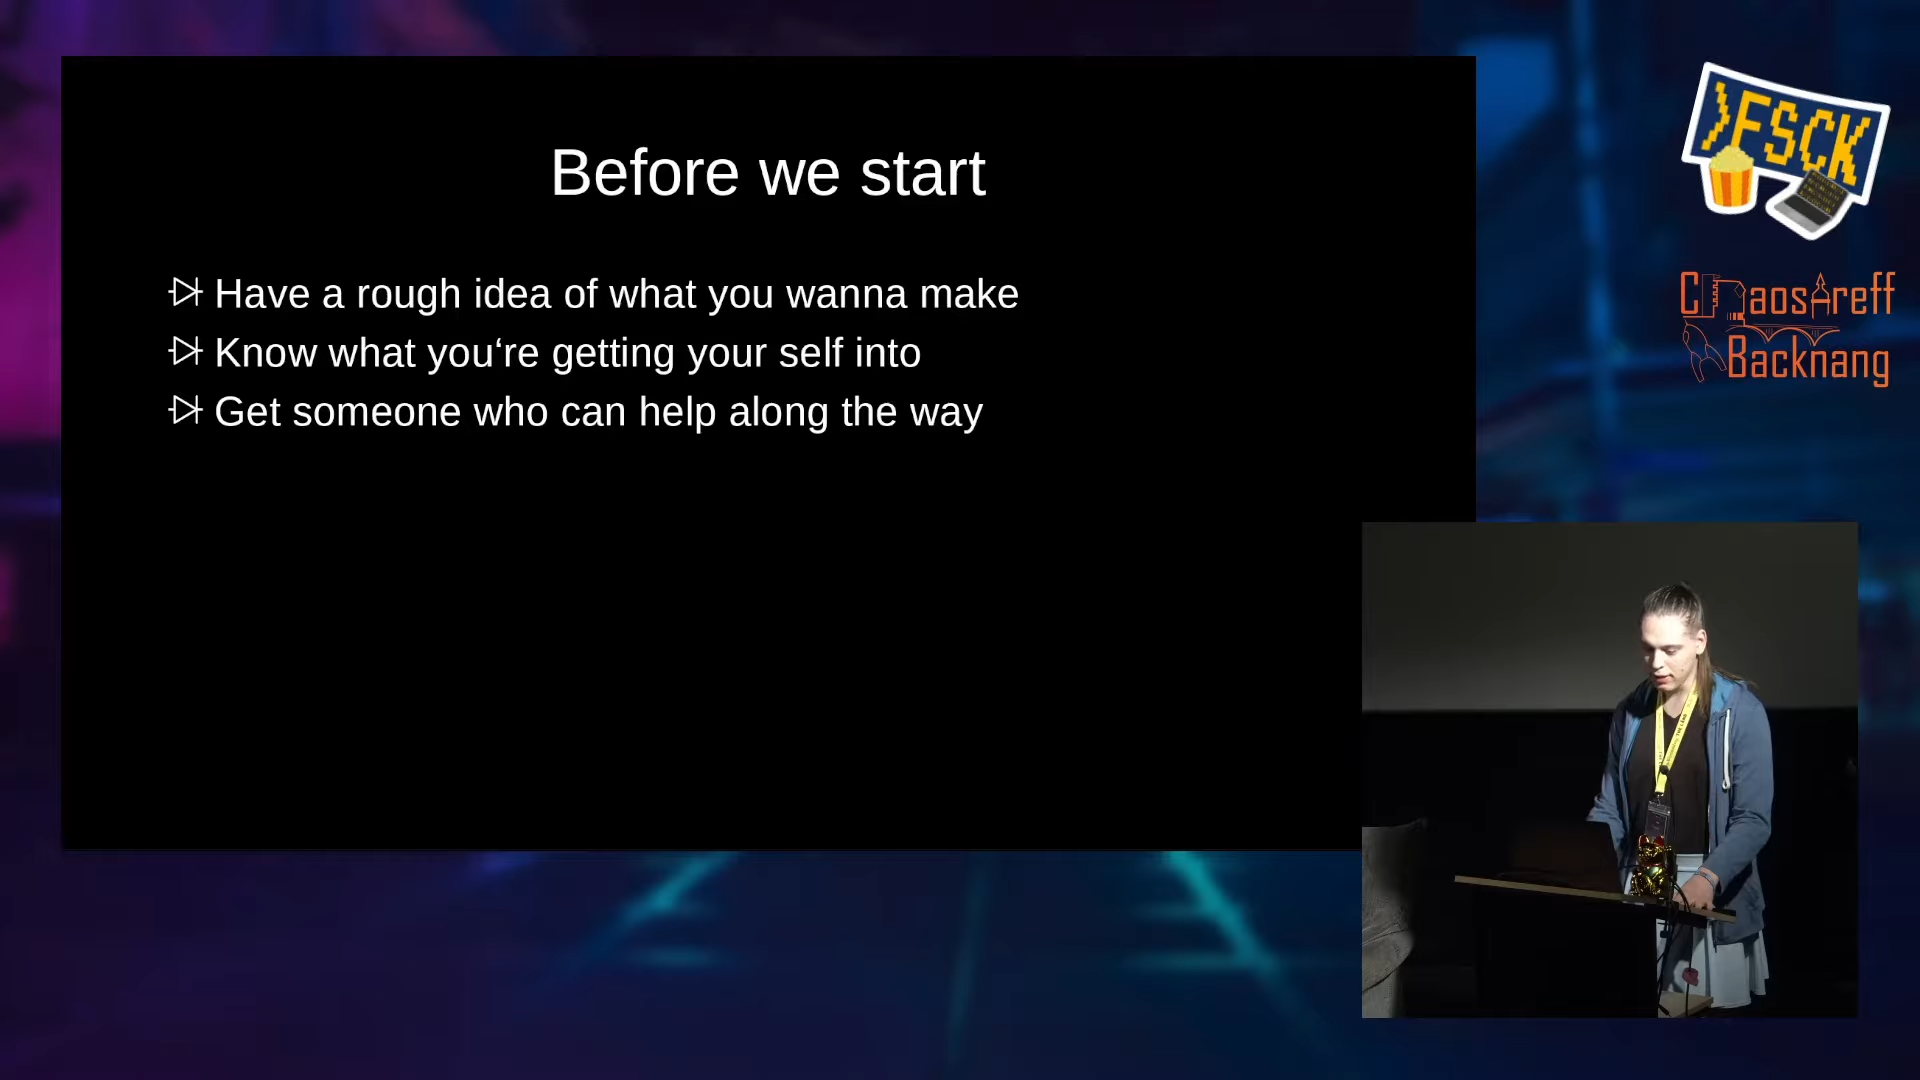 Before we start
Have a rough idea of what you wanna make
Know what you‘re getting your self into
Get someone who can help along the way
>FSCK
ChaosTreff
Backnang